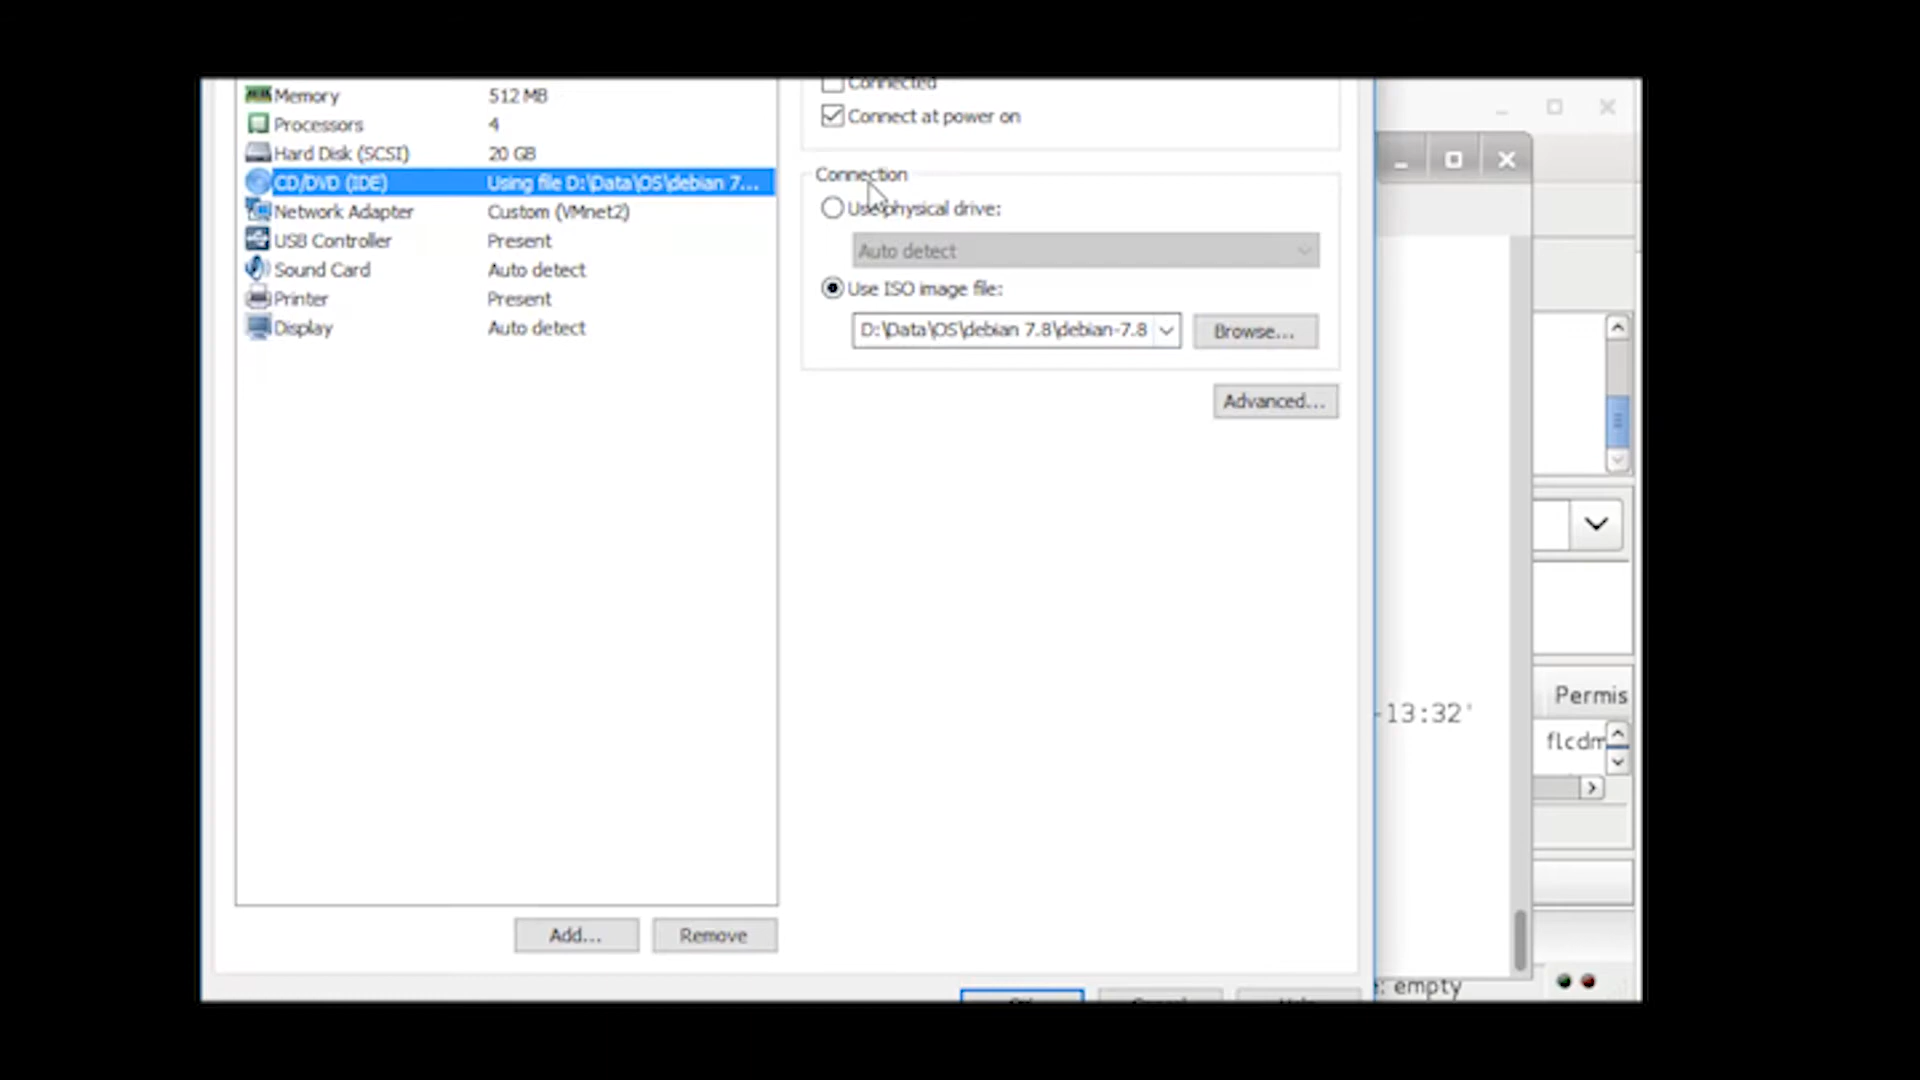 Memory 512 MB
Processors 4
Hard Disk (SCSI) 20 GB
CD/DVD (IDE) Using file D:\Data\OS\debian 7...
Network Adapter Custom (VMnet2)
USB Controller Present
Sound Card Auto detect
Printer Present
Display Auto detect
Add...
Remove
Connected
Connect at power on
Connection
Use physical drive:
Auto detect
Use ISO image file:
D:\Data\OS\debian 7.8\debian-7.8
Browse...
Advanced...
-13:32'
Permis
flcdm
: empty